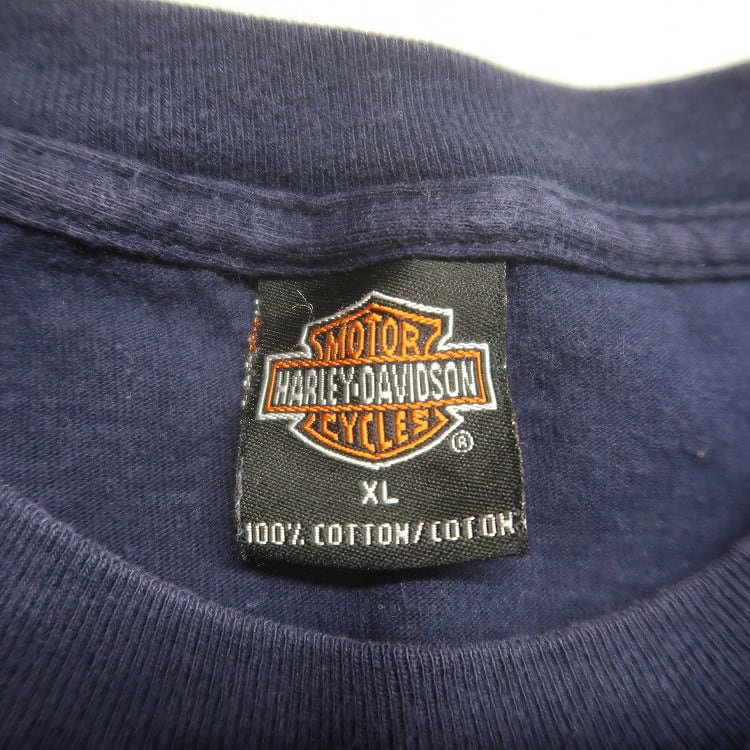 MOTOR
HARLEY-DAVIDSON
CYCLES
®
XL
100% COTTON/COTON